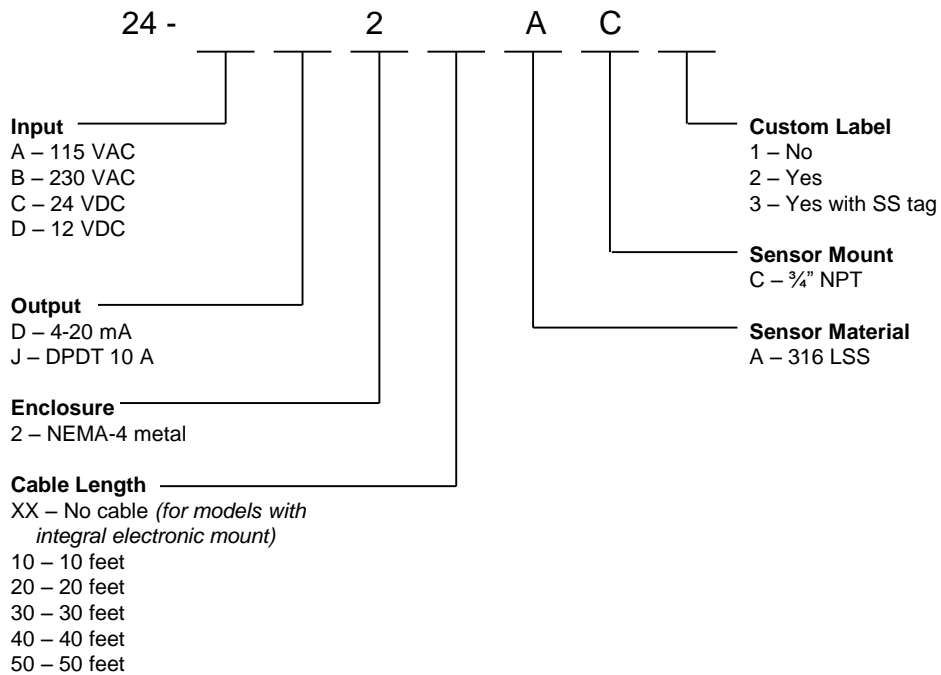 24 - 2 A C
Input
A – 115 VAC
B – 230 VAC
C – 24 VDC
D – 12 VDC
Output
D – 4-20 mA
J – DPDT 10 A
Enclosure
2 – NEMA-4 metal
Cable Length
XX – No cable (for models with
integral electronic mount)
10 – 10 feet
20 – 20 feet
30 – 30 feet
40 – 40 feet
50 – 50 feet
Custom Label
1 – No
2 – Yes
3 – Yes with SS tag
Sensor Mount
C – ¾” NPT
Sensor Material
A – 316 LSS